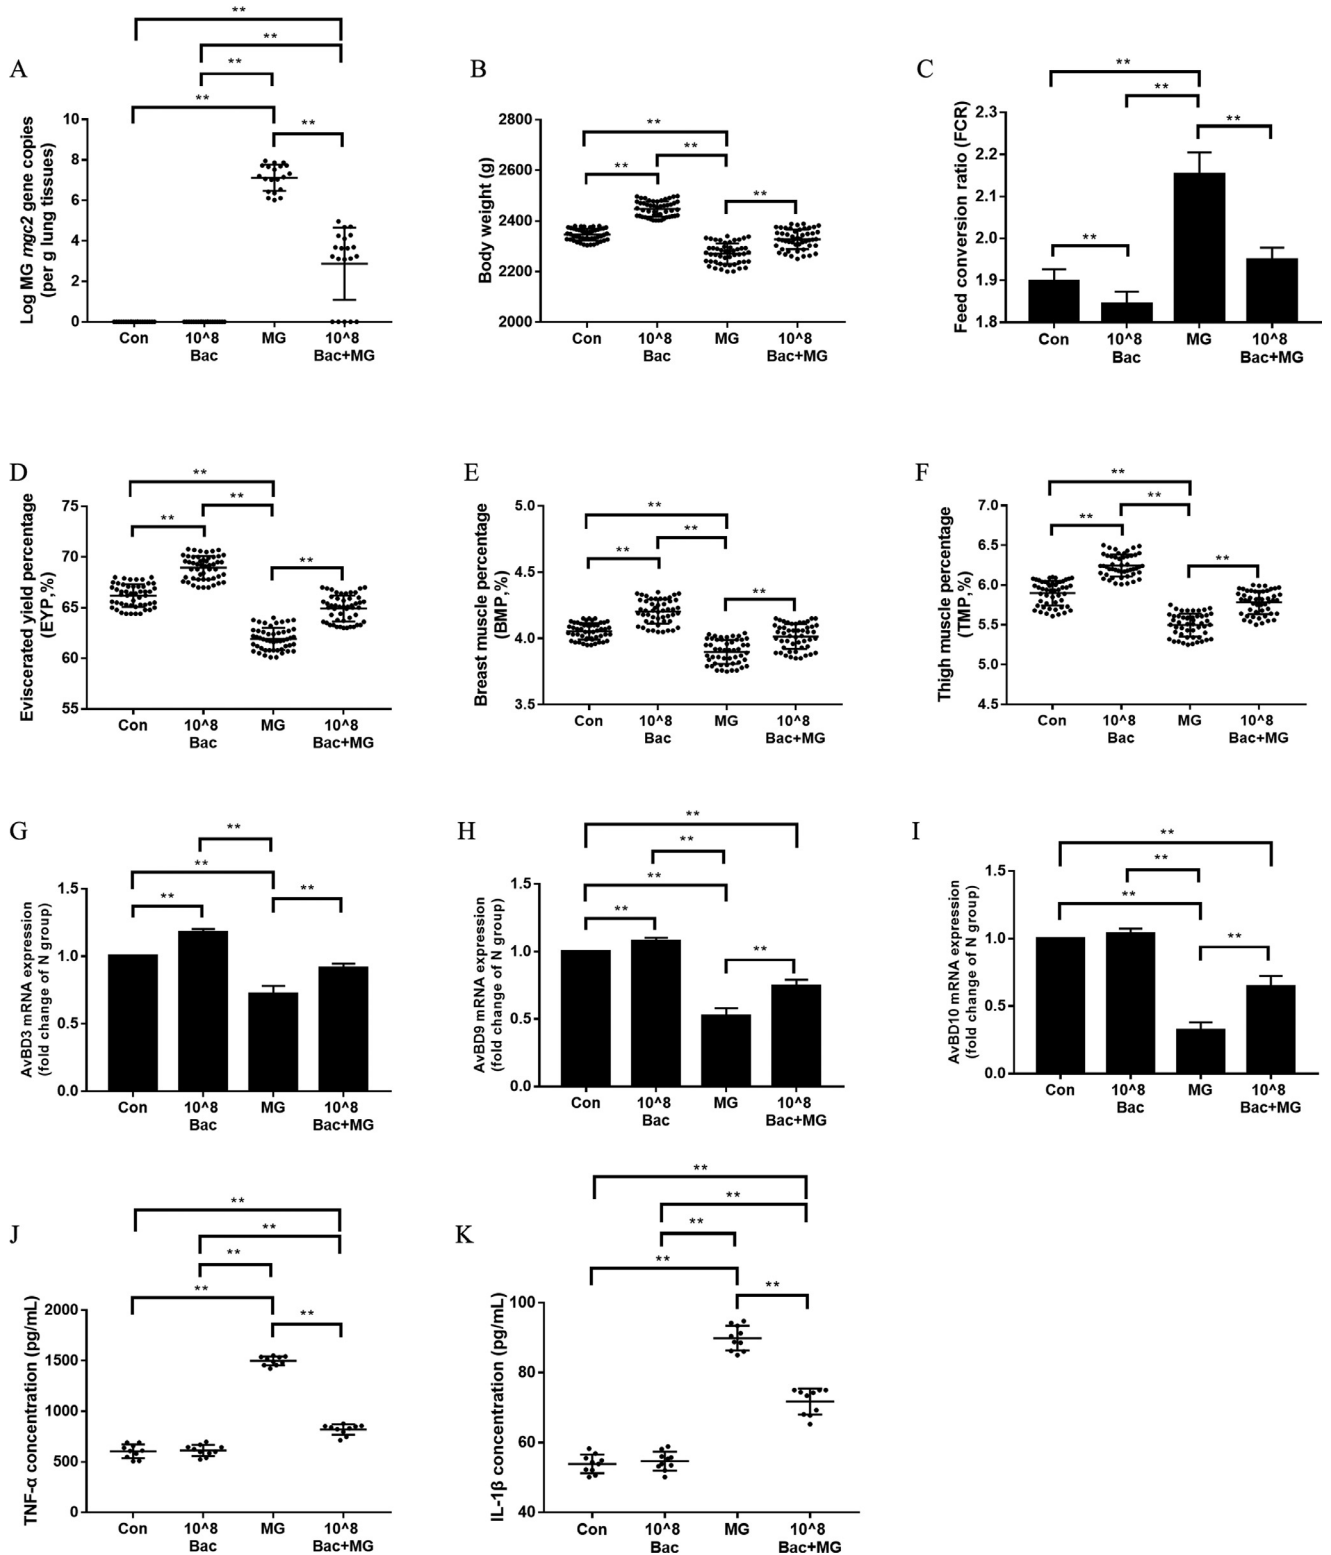 A
**
**
**
**
**
Log MG mgc2 gene copies
(per g lung tissues)
10
8
6
4
2
0
Con
10^8
Bac
MG
10^8
Bac+MG
B
**
**
**
**
Body weight (g)
2800
2600
2400
2200
2000
Con
10^8
Bac
MG
10^8
Bac+MG
C
**
**
**
**
Feed conversion ratio (FCR)
2.3
2.2
2.1
2.0
1.9
1.8
Con
10^8
Bac
MG
10^8
Bac+MG
D
**
**
**
**
Eviscerated yield percentage
(EYP,%)
75
70
65
60
55
Con
10^8
Bac
MG
10^8
Bac+MG
E
**
**
**
**
Breast muscle percentage
(BMP,%)
5.0
4.5
4.0
3.5
Con
10^8
Bac
MG
10^8
Bac+MG
F
**
**
**
**
Thigh muscle percentage
(TMP,%)
7.0
6.5
6.0
5.5
5.0
4.5
Con
10^8
Bac
MG
10^8
Bac+MG
G
**
**
**
**
AvBD3 mRNA expression
(fold change of N group)
1.5
1.0
0.5
0.0
Con
10^8
Bac
MG
10^8
Bac+MG
H
**
**
**
**
**
AvBD9 mRNA expression
(fold change of N group)
1.5
1.0
0.5
0.0
Con
10^8
Bac
MG
10^8
Bac+MG
I
**
**
**
**
AvBD10 mRNA expression
(fold change of N group)
1.5
1.0
0.5
0.0
Con
10^8
Bac
MG
10^8
Bac+MG
J
**
**
**
**
**
TNF-α concentration (pg/mL)
2000
1500
1000
500
0
Con
10^8
Bac
MG
10^8
Bac+MG
K
**
**
**
**
**
IL-1β concentration (pg/mL)
100
80
60
40
Con
10^8
Bac
MG
10^8
Bac+MG